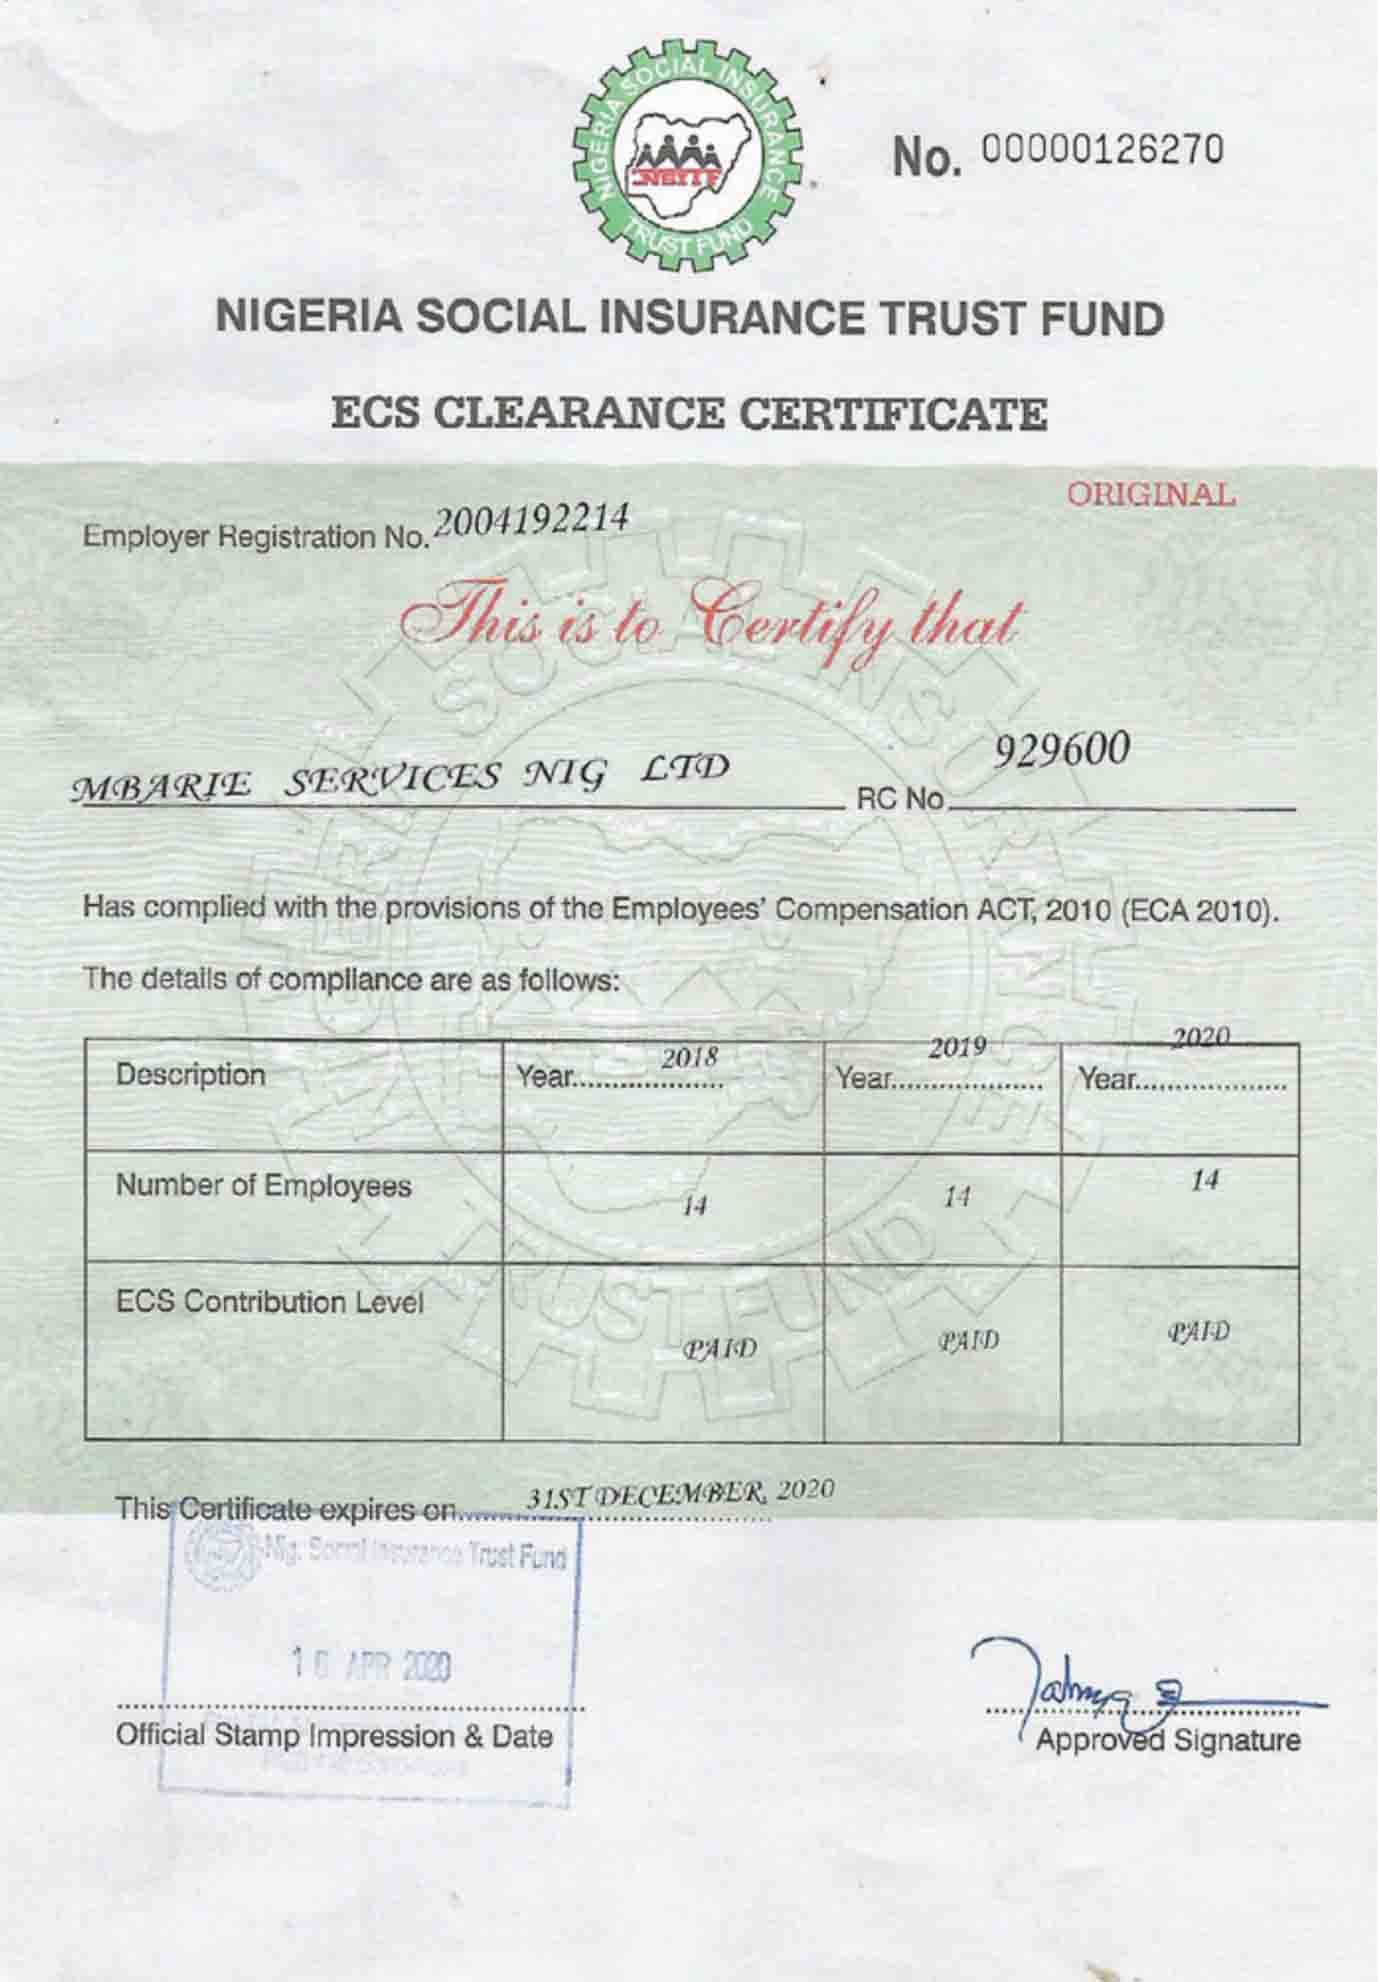 NIGERIA SOCIAL INSURANCE
NSITF
TRUST FUND
No. 00000126270
NIGERIA SOCIAL INSURANCE TRUST FUND
ECS CLEARANCE CERTIFICATE
ORIGINAL
Employer Registration No. 2004192214
This is to Certify that
MBARIE SERVICES NIG LTD RC No 929600
Has complied with the provisions of the Employees' Compensation ACT, 2010 (ECA 2010).
The details of compliance are as follows:
Description Year.................... 2018 Year.................... 2019 Year.................... 2020
Number of Employees 14 14 14
ECS Contribution Level PAID PAID PAID
This Certificate expires on.......... 31ST DECEMBER, 2020
Nig. Social Insurance Trust Fund
APR 2020
Official Stamp Impression & Date
Approved Signature